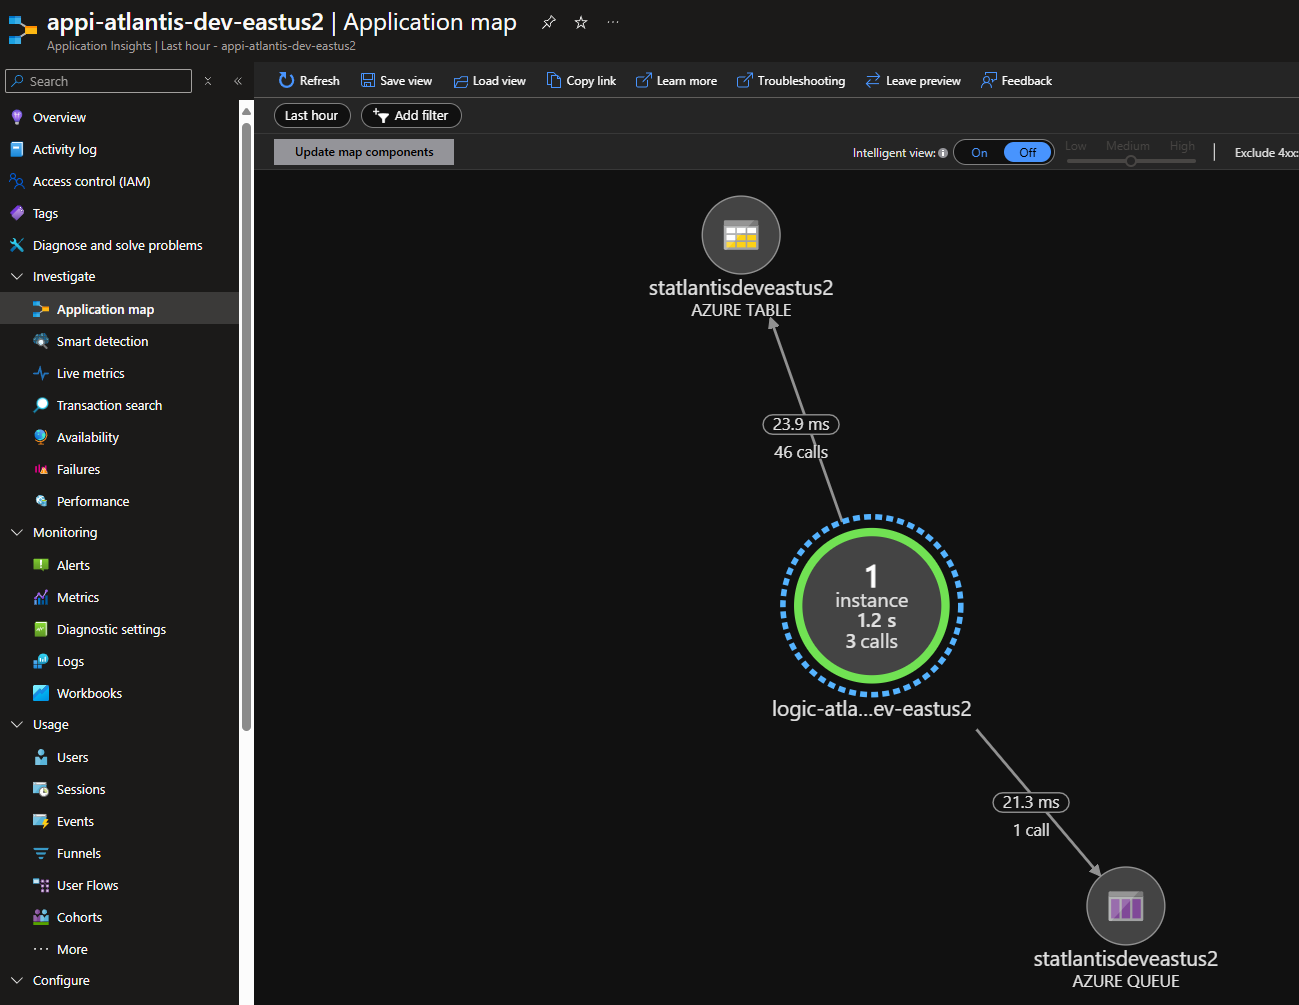 appi-atlantis-dev-eastus2 | Application map
Application Insights | Last hour - appi-atlantis-dev-eastus2
Search
Overview
Activity log
Access control (IAM)
Tags
Diagnose and solve problems
Investigate
Application map
Smart detection
Live metrics
Transaction search
Availability
Failures
Performance
Monitoring
Alerts
Metrics
Diagnostic settings
Logs
Workbooks
Usage
Users
Sessions
Events
Funnels
User Flows
Cohorts
More
Configure
Refresh
Save view
Load view
Copy link
Learn more
Troubleshooting
Leave preview
Feedback
Last hour
Add filter
Update map components
Intelligent view:
On
Off
Low
Medium
High
Exclude 4xx:
statlantisdeveastus2
AZURE TABLE
23.9 ms
46 calls
1
instance
1.2 s
3 calls
logic-atla...ev-eastus2
21.3 ms
1 call
statlantisdeveastus2
AZURE QUEUE